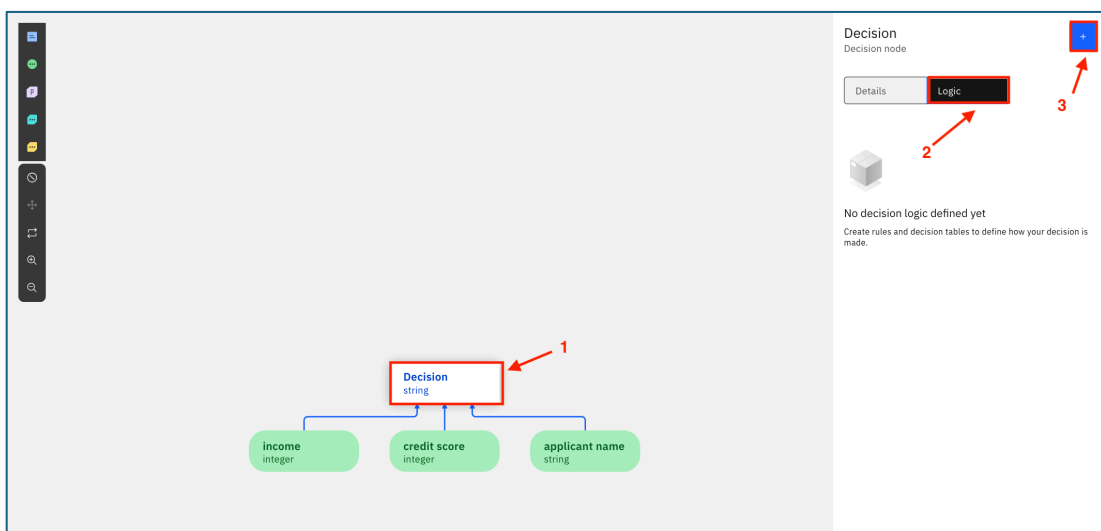 Decision
Decision node
+
3
Details
Logic
2
P
No decision logic defined yet
Create rules and decision tables to define how your decision is
made.
1
Decision
string
income
integer
credit score
integer
applicant name
string